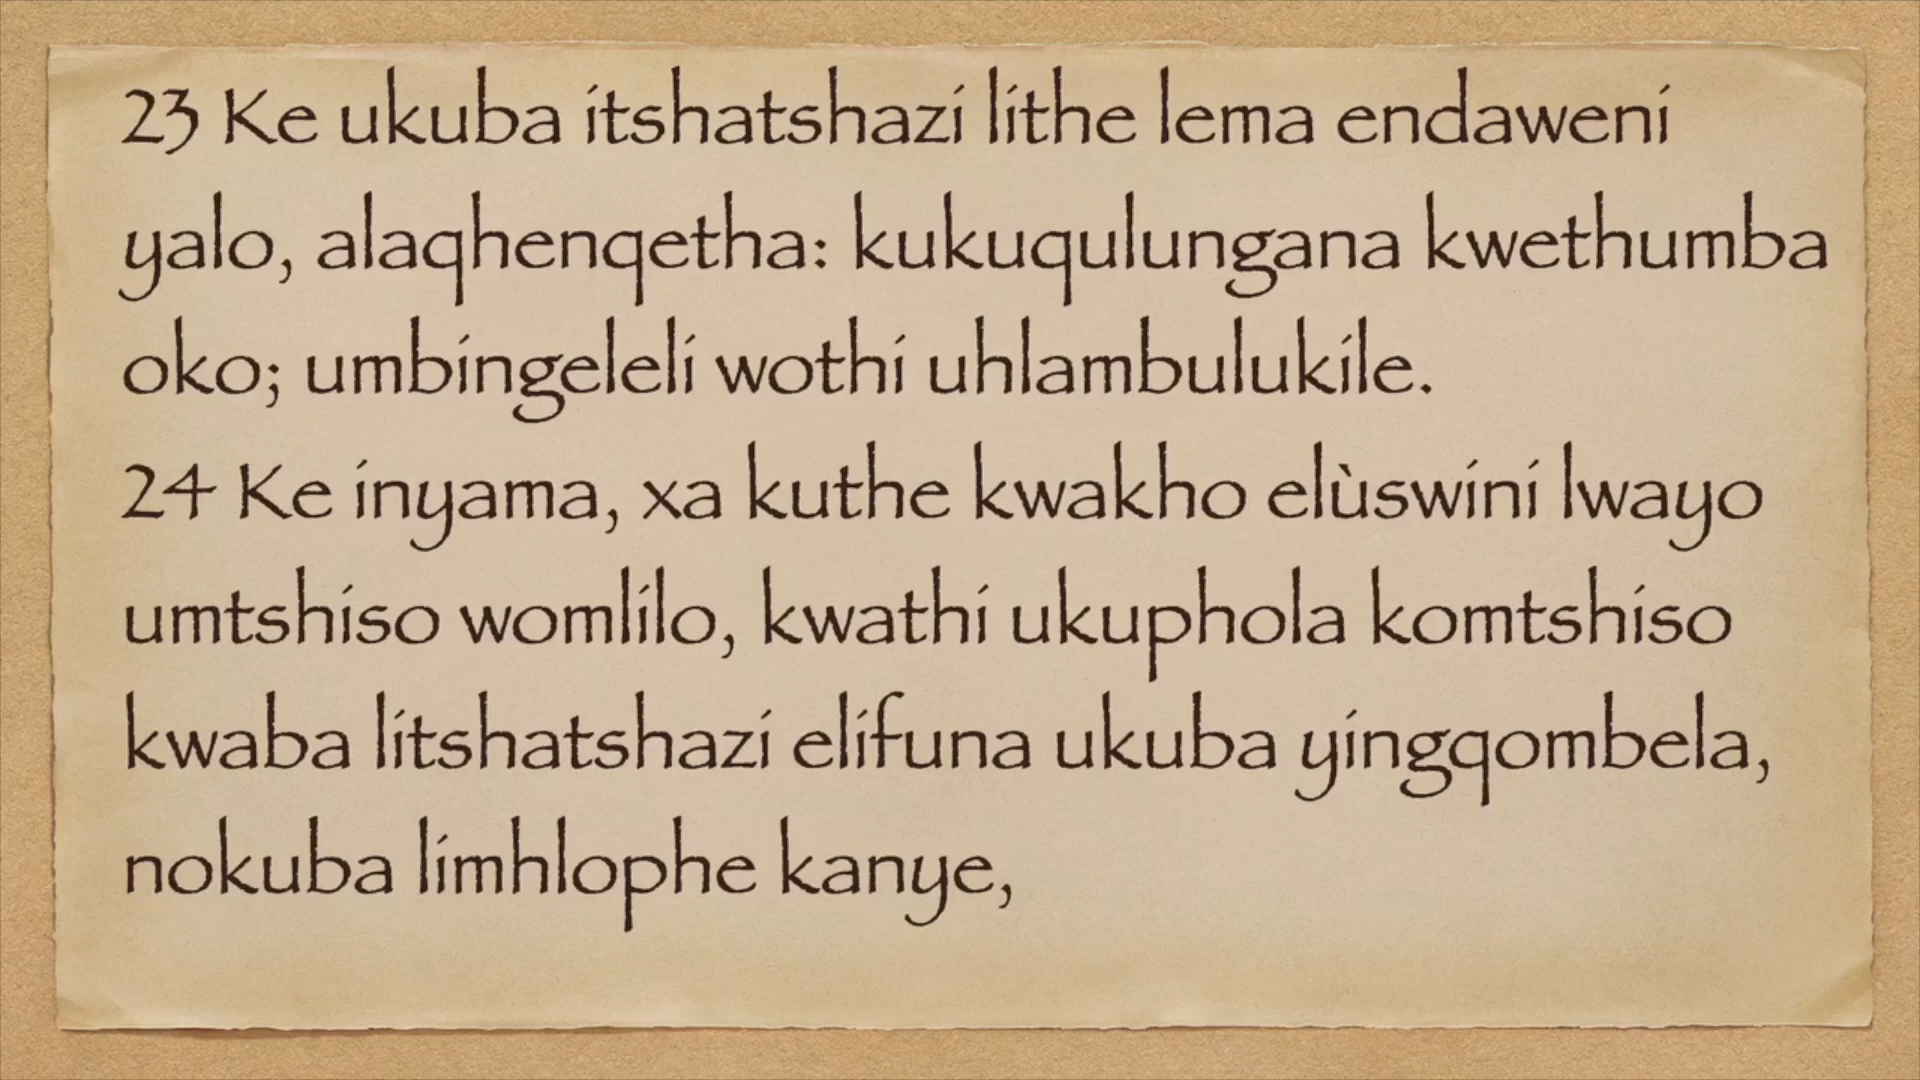 23 Ke ukuba itshatshazi lithe lema endaweni
yalo, alaqhenqetha: kukuqulungana kwethumba
oko; umbingeleli wothi uhlambulukile.
24 Ke inyama, xa kuthe kwakho elùswini lwayo
umtshiso womlilo, kwathi ukuphola komtshiso
kwaba litshatshazi elifuna ukuba yingqombela,
nokuba limhlophe kanye,